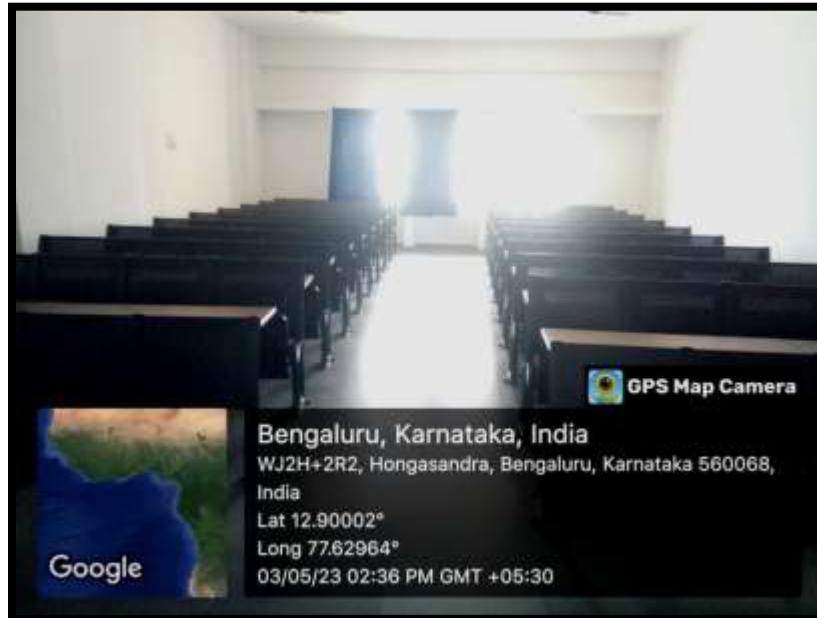 GPS Map Camera
Bengaluru, Karnataka, India
WJ2H+2R2, Hongasandra, Bengaluru, Karnataka 560068,
India
Lat 12.90002°
Long 77.62964°
03/05/23 02:36 PM GMT +05:30
Google